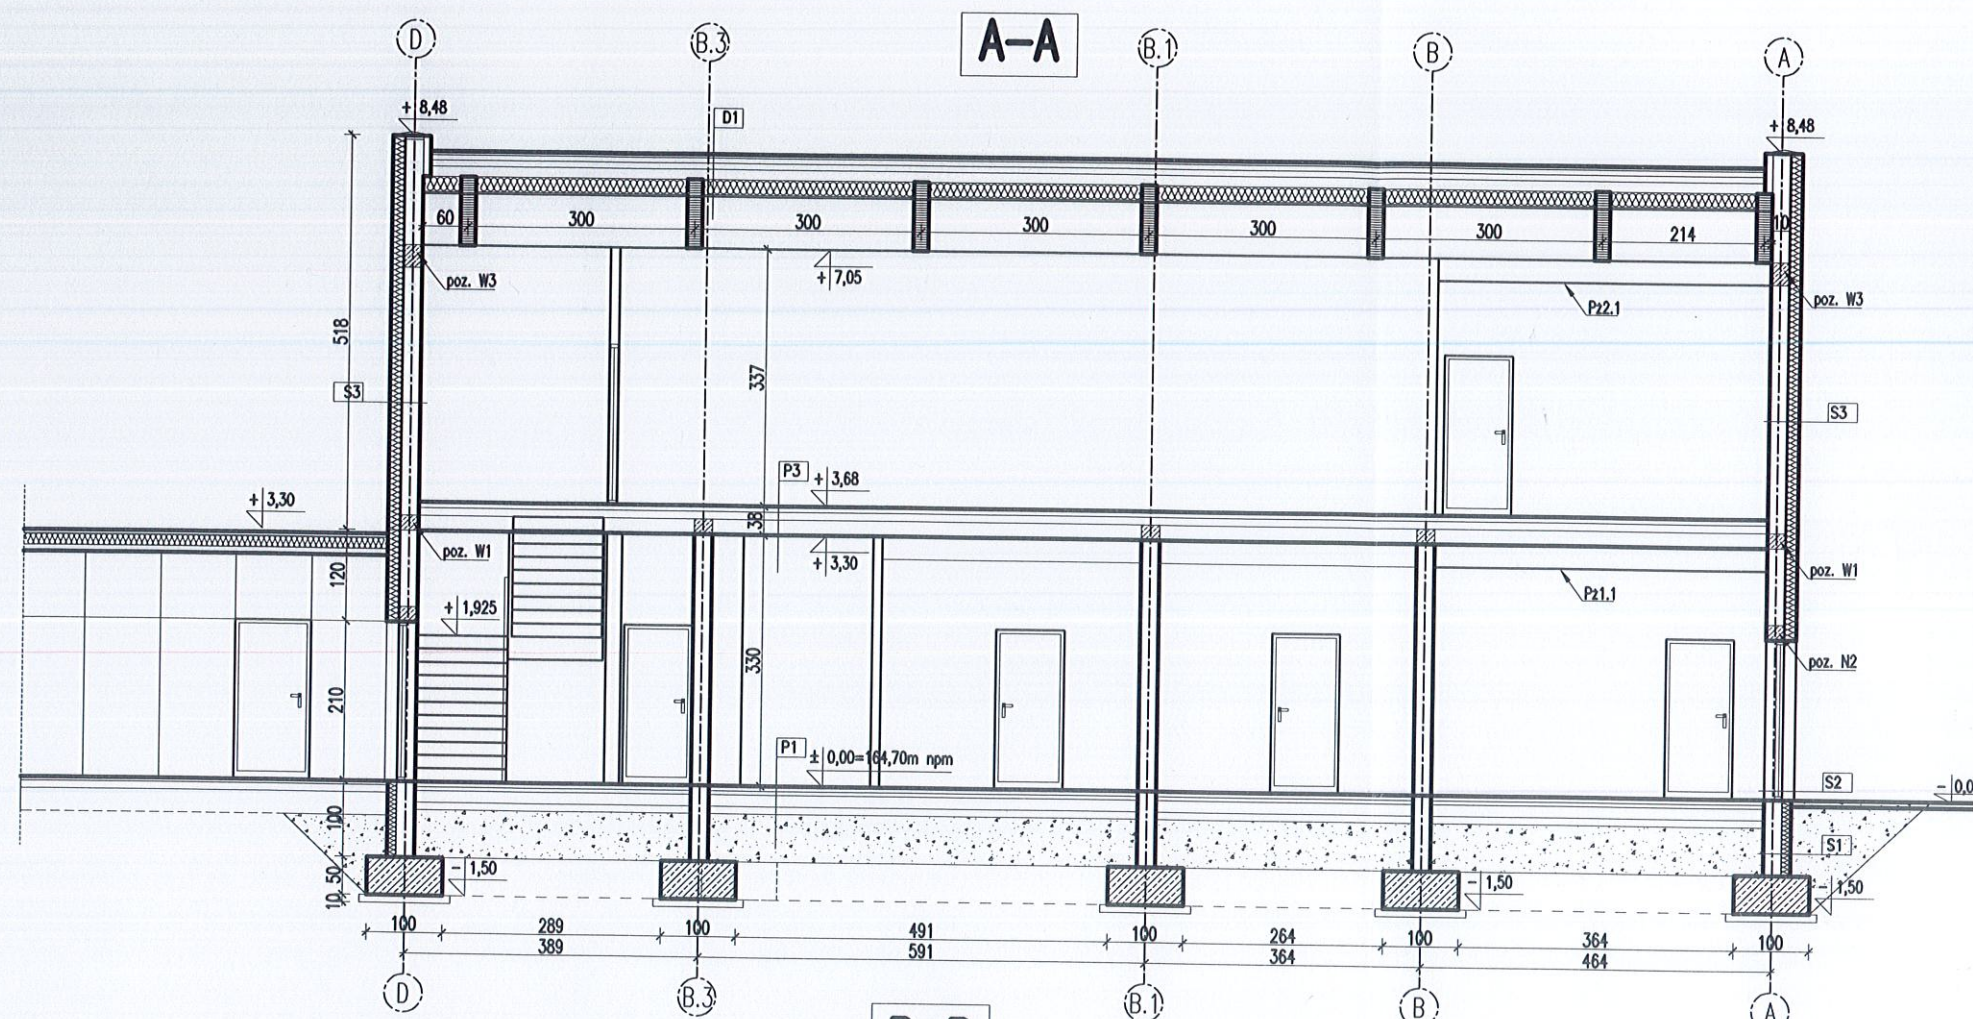 A-A
D
B.3
B.1
B
A
+ 8,48
D1
+ 8,48
60
300
300
300
300
300
214
10
poz. W3
+ 7,05
Pż2.1
poz. W3
518
337
S3
S3
P3
+ 3,68
+ 3,30
38
poz. W1
+ 3,30
120
poz. W1
Pż1.1
+ 1,925
330
poz. N2
210
P1
± 0,00=164,70m npm
S2
100
S1
- 1,50
50
10
- 1,50
- 1,50
100
289
100
491
100
264
100
364
100
389
591
364
464
D
B.3
B.1
B
A